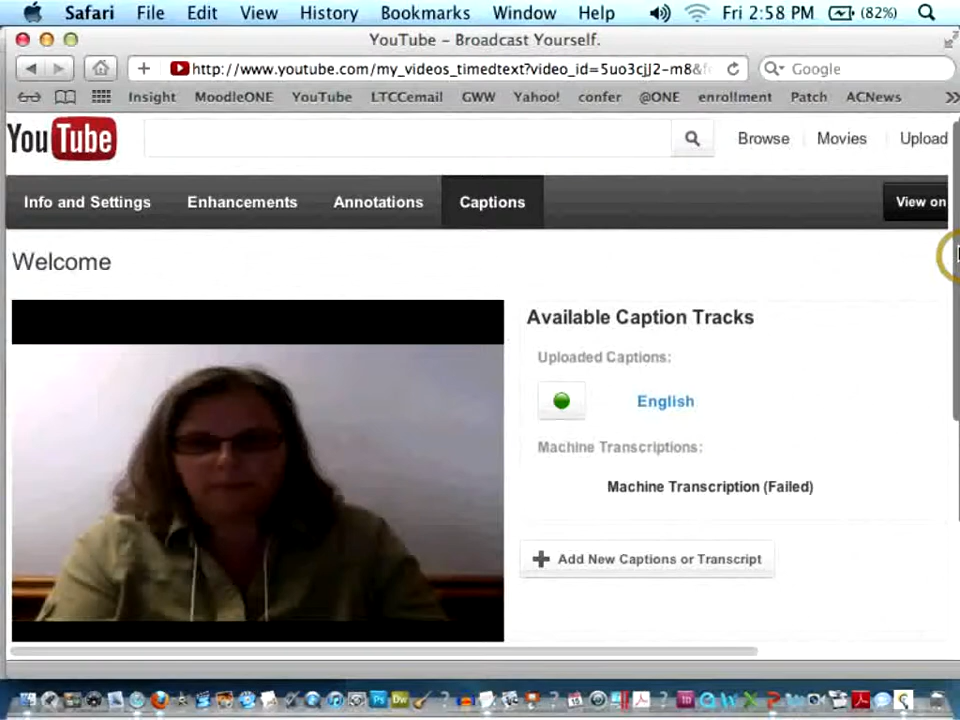 Safari File Edit View History Bookmarks Window Help Fri 2:58 PM (82%)
YouTube - Broadcast Yourself.
http://www.youtube.com/my_videos_timedtext?video_id=5uo3cjJ2-m8& Google
Insight MoodleONE YouTube LTCCemail GWW Yahoo! confer @ONE enrollment Patch ACNews
YouTube Browse Movies Upload
Info and Settings Enhancements Annotations Captions View on
Welcome
Available Caption Tracks
Uploaded Captions:
English
Machine Transcriptions:
Machine Transcription (Failed)
Add New Captions or Transcript